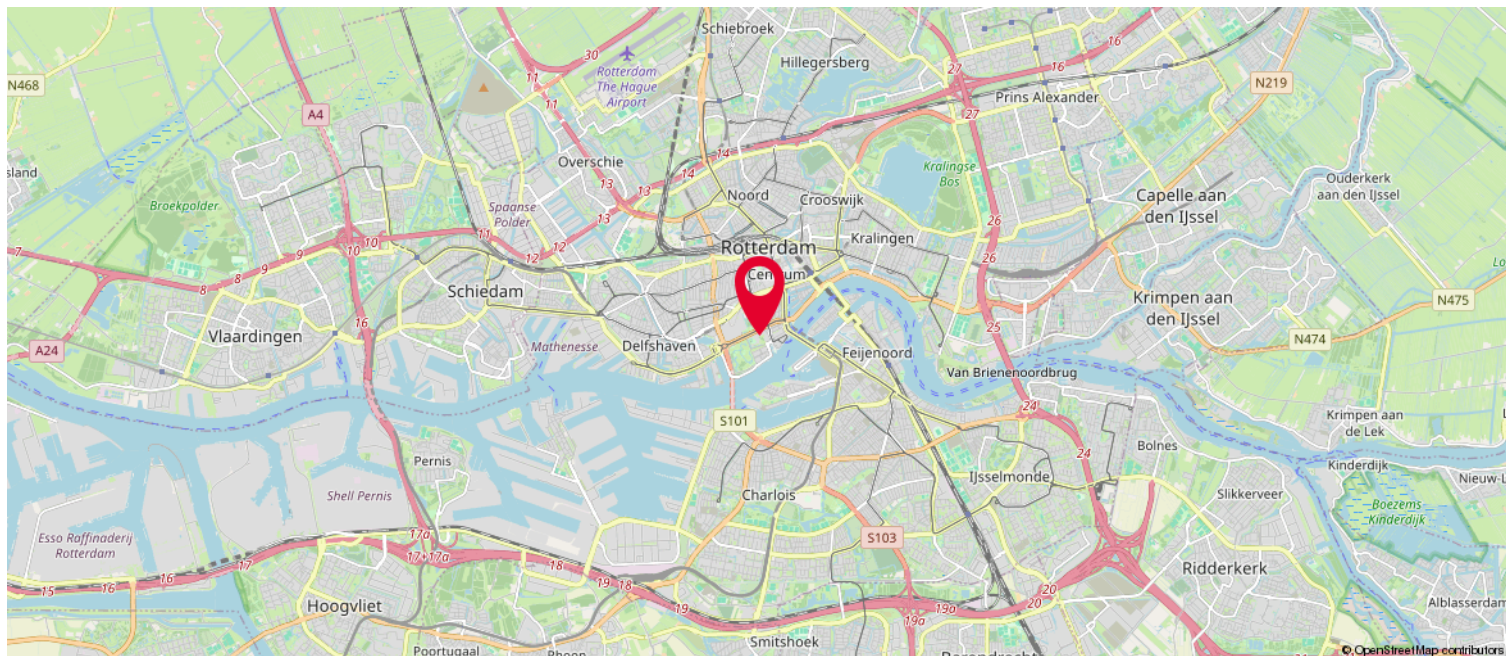 Schiebroek
30
16
N468
Rotterdam
The Hague
Airport
11
Hillegersberg
27
16
N219
11
Prins Alexander
A4
27
Overschie
14
sland
13
14
13
Kralingse
Bos
Ouderkerk
aan den IJssel
Broekpolder
Spaanse
Polder
Noord
Crooswijk
Capelle aan
den IJssel
13
26
7
10
10
11
12
Rotterdam
Kralingen
9
9
12
26
8
8
Schiedam
Krimpen aan
den IJssel
N475
16
25
Vlaardingen
N474
A24
Mathenesse
Delfshaven
Feijenoord
Van Brienenoordbrug
24
S101
Krimpen aan
de Lek
24
Bolnes
Pernis
Kinderdijk
IJsselmonde
Nieuw-L
Shell Pernis
Charlois
Slikkerveer
Boezems
Kinderdijk
Esso Raffinaderij
Rotterdam
17a
S103
17+17a
17
18
16
15
16
19
18
Ridderkerk
20
Hoogvliet
19
19a
20
Alblasserdam
19a
Smitshoek
21
© OpenStreetMap contributors